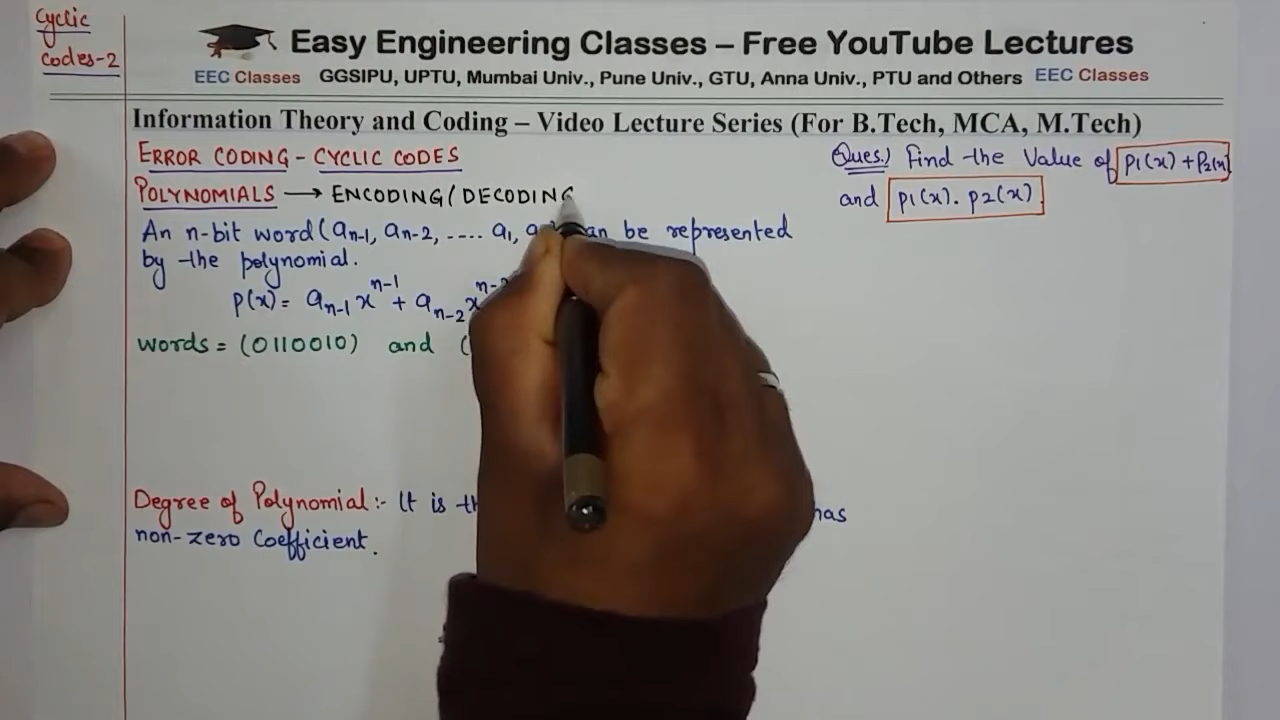 Cyclic
Codes-2
Easy Engineering Classes – Free YouTube Lectures
EEC Classes GGSIPU, UPTU, Mumbai Univ., Pune Univ., GTU, Anna Univ., PTU and Others EEC Classes
Information Theory and Coding – Video Lecture Series (For B.Tech, MCA, M.Tech)
ERROR CODING - CYCLIC CODES
POLYNOMIALS → ENCODING/DECODING
An n-bit word (aₙ₋₁, aₙ₋₂, .... a₁, be represented
by the polynomial.
p(x) = aₙ₋₁ xⁿ⁻¹ + aₙ₋₂
words = (0110010) and (
Degree of Polynomial:- It is has
non-zero Coefficient.
Ques.) Find the Value of p₁(x) + p₂(x)
and p₁(x). p₂(x)